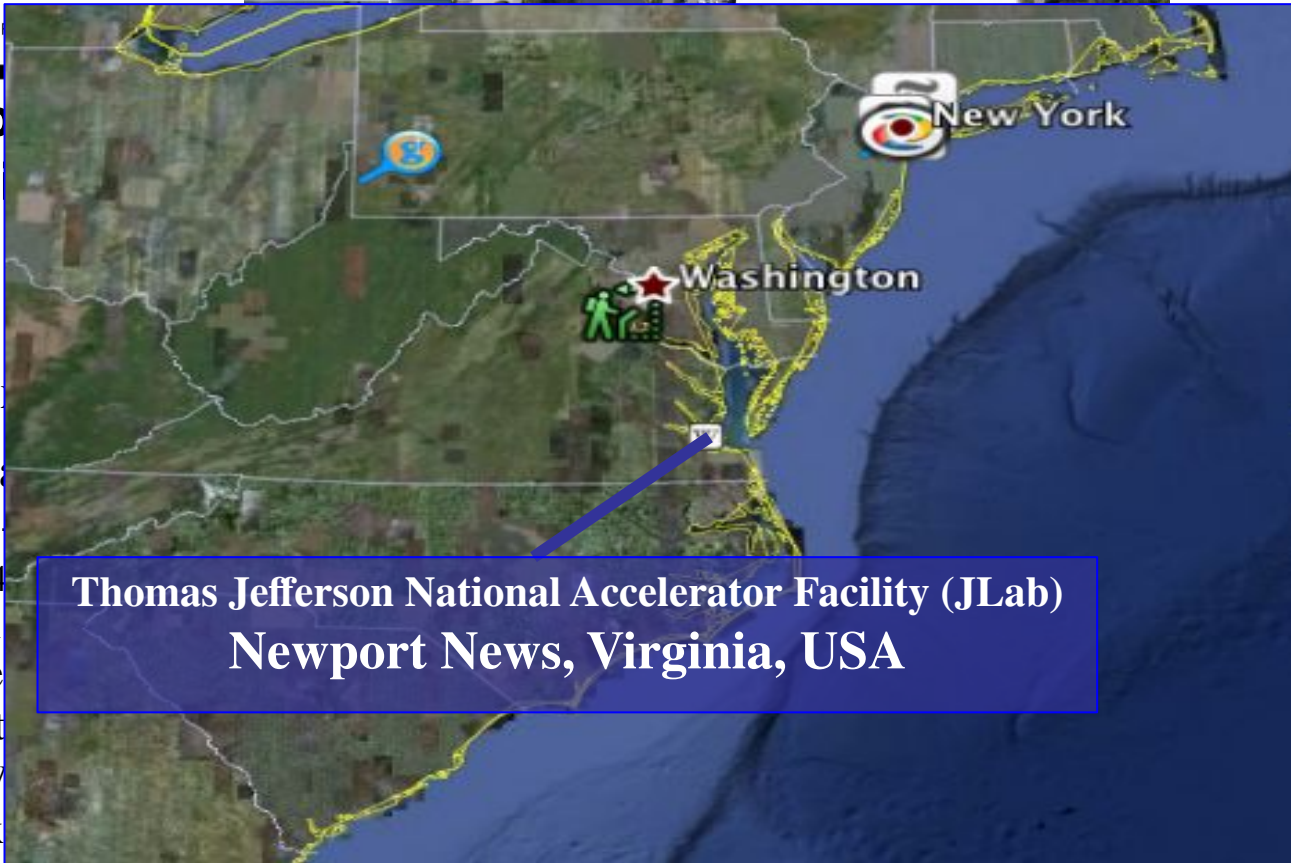 New York
Washington
Thomas Jefferson National Accelerator Facility (JLab)
Newport News, Virginia, USA